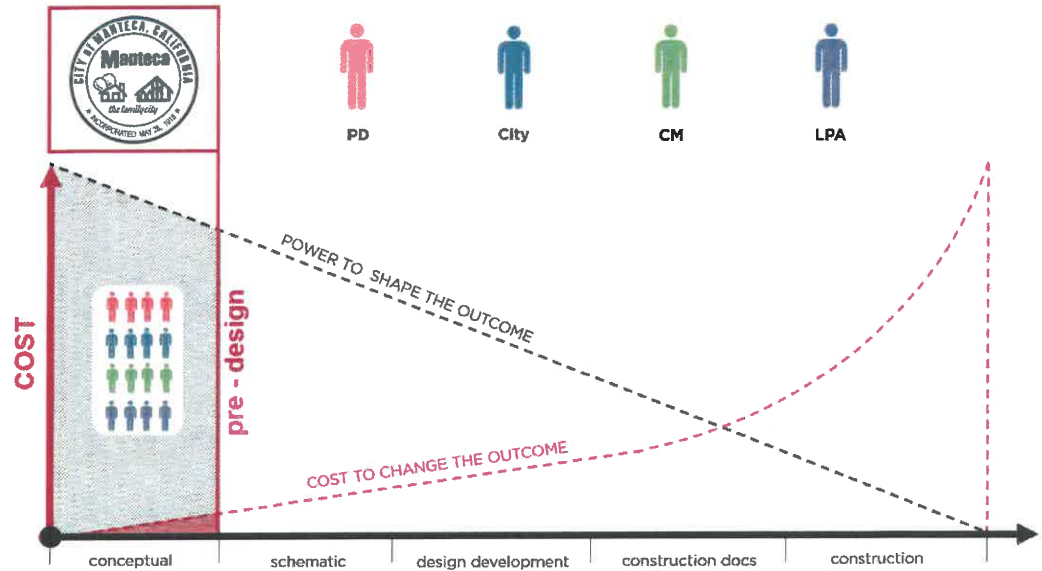 CITY OF MANTECA, CALIFORNIA
Manteca
the family city
INCORPORATED MAY 28, 1918
PD
City
CM
LPA
COST
pre - design
POWER TO SHAPE THE OUTCOME
COST TO CHANGE THE OUTCOME
conceptual
schematic
design development
construction docs
construction